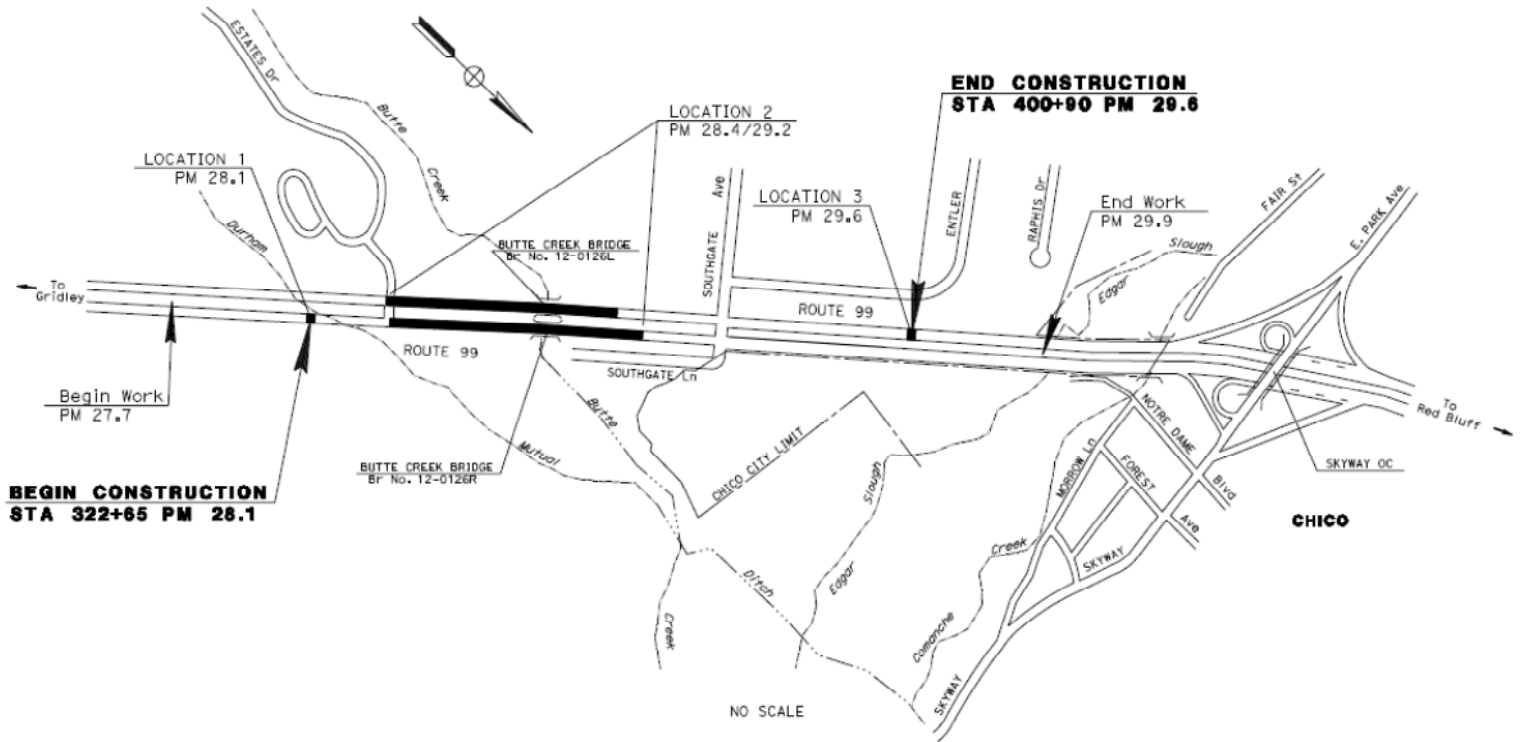 ESTATES Dr
Butte
Creek
LOCATION 1
PM 28.1
LOCATION 2
PM 28.4/29.2
END CONSTRUCTION
STA 400+90 PM 29.6
Durham
BUTTE CREEK BRIDGE
Br No. 12-0126L
SOUTHGATE Ave
LOCATION 3
PM 29.6
ENTLER
RAPHIS Dr
End Work
PM 29.9
Slough
Edgar
FAIR St
E. PARK Ave
To
Gridley
ROUTE 99
ROUTE 99
SOUTHGATE Ln
Begin Work
PM 27.7
To
Red Bluff
Butte
Mutual
BUTTE CREEK BRIDGE
Br No. 12-0126R
CHICO CITY LIMIT
Slough
NOTRE DAME
Blvd
MORROW Ln
FOREST
Ave
SKYWAY OC
BEGIN CONSTRUCTION
STA 322+65 PM 28.1
CHICO
SKYWAY
Creek
Ditch
Edgar
Creek
Comanche
SKYWAY
NO SCALE